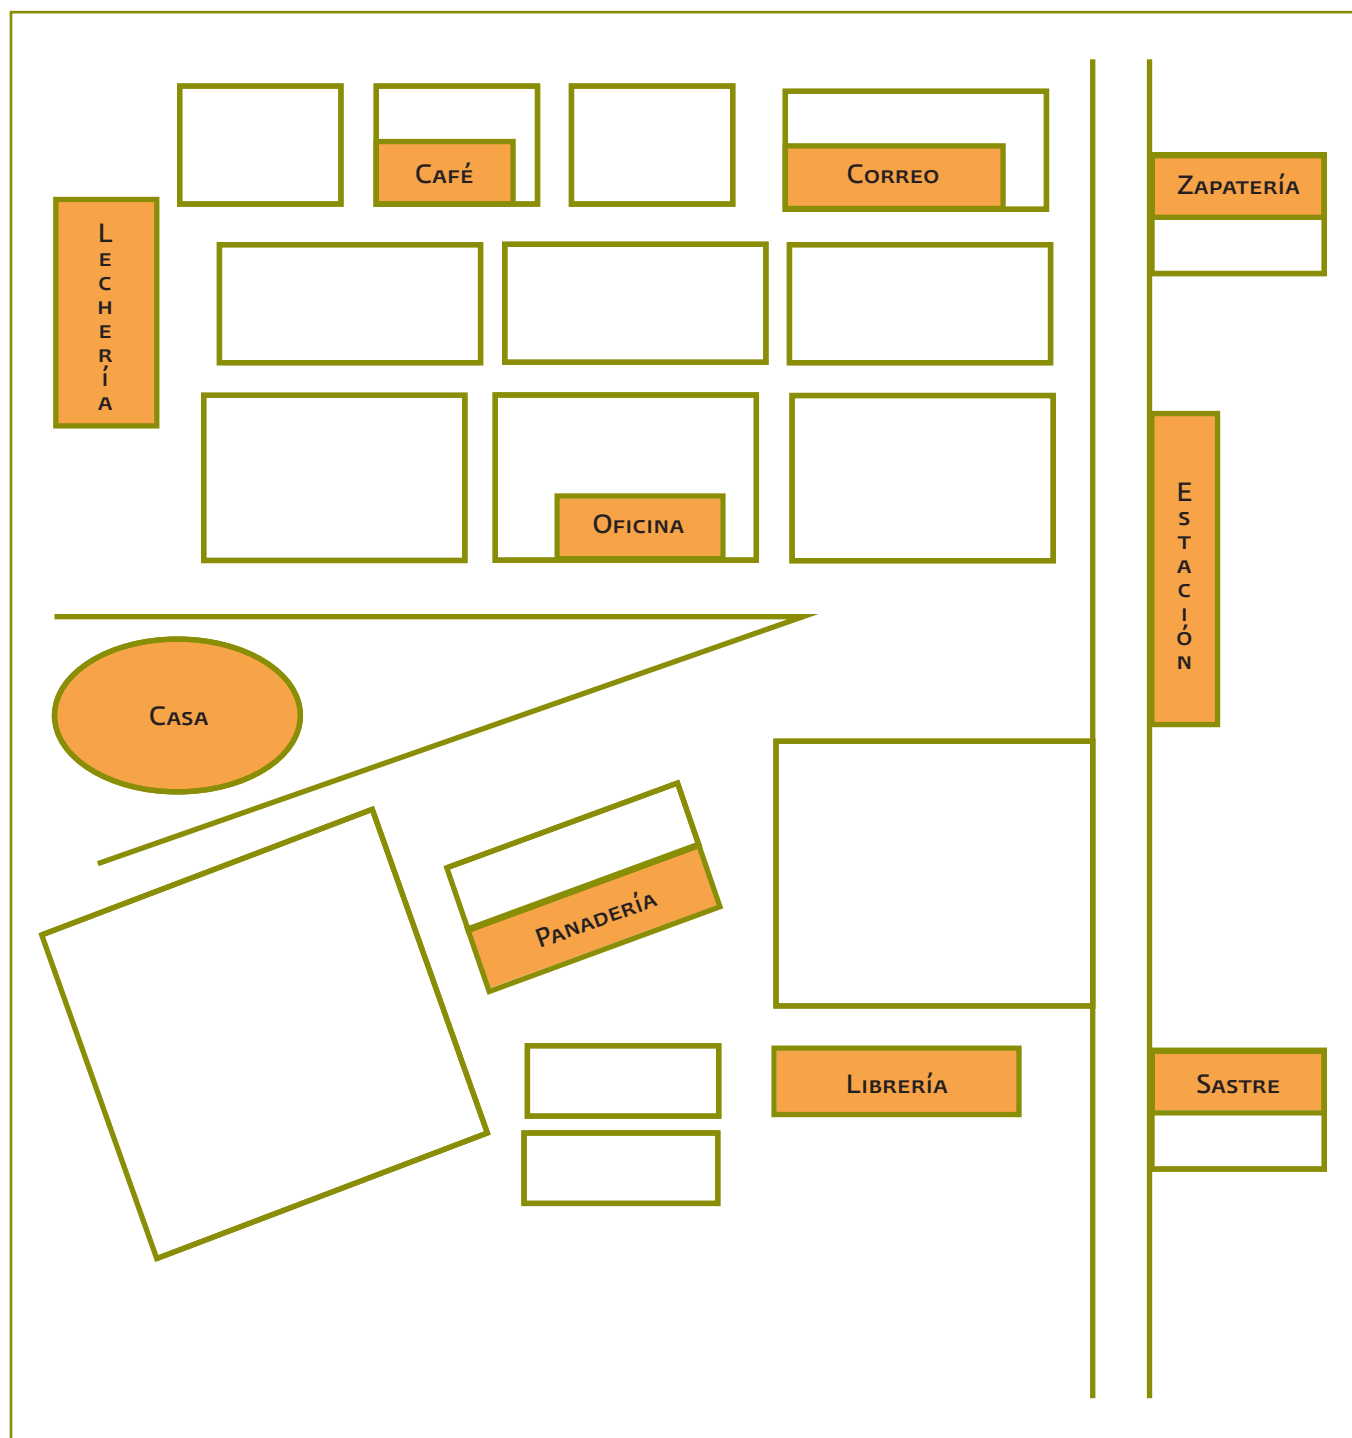 Café
Correo
Zapatería
Lechería
Oficina
Estación
Casa
Panadería
Librería
Sastre